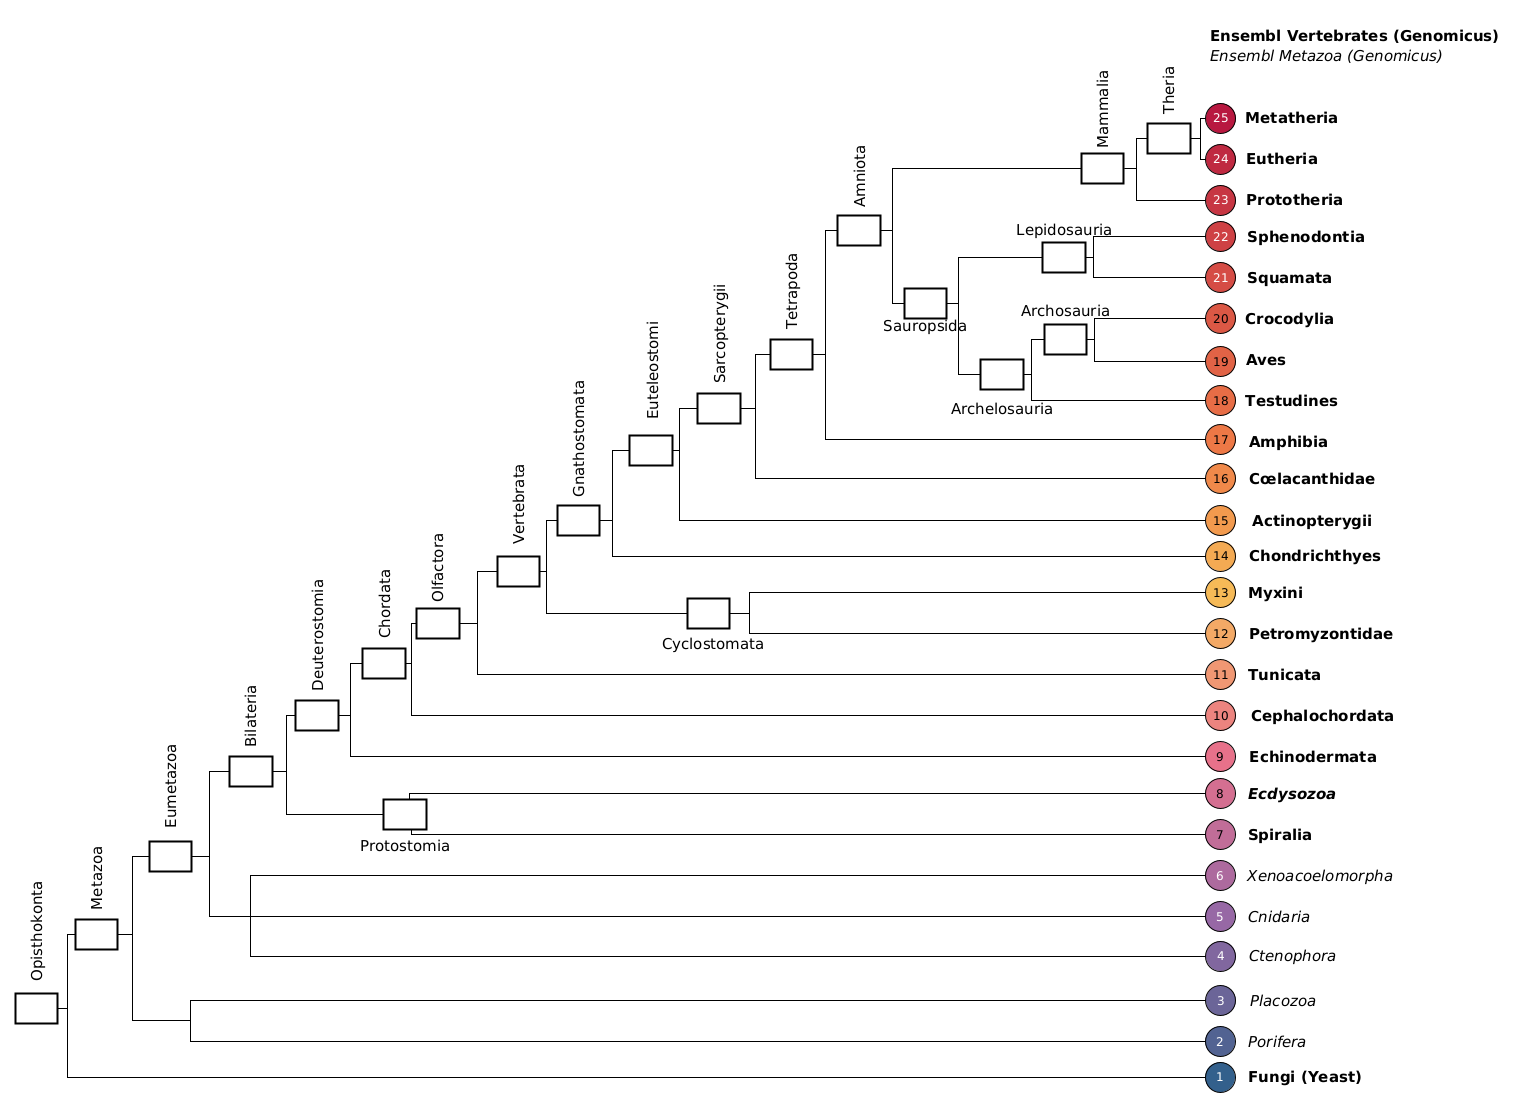 Ensembl Vertebrates (Genomicus)
Ensembl Metazoa (Genomicus)
Theria
Mammalia
25 Metatheria
24 Eutheria
Amniota
23 Prototheria
Lepidosauria
22 Sphenodontia
Tetrapoda
21 Squamata
Sarcopterygii
Archosauria
20 Crocodylia
Sauropsida
Euteleostomi
19 Aves
18 Testudines
Archelosauria
Gnathostomata
17 Amphibia
16 Cœlacanthidae
Vertebrata
15 Actinopterygii
14 Chondrichthyes
Olfactora
13 Myxini
Chordata
12 Petromyzontidae
Cyclostomata
Deuterostomia
11 Tunicata
10 Cephalochordata
Bilateria
9 Echinodermata
Eumetazoa
8 Ecdysozoa
7 Spiralia
Protostomia
Metazoa
6 Xenoacoelomorpha
5 Cnidaria
Opisthokonta
4 Ctenophora
3 Placozoa
2 Porifera
1 Fungi (Yeast)